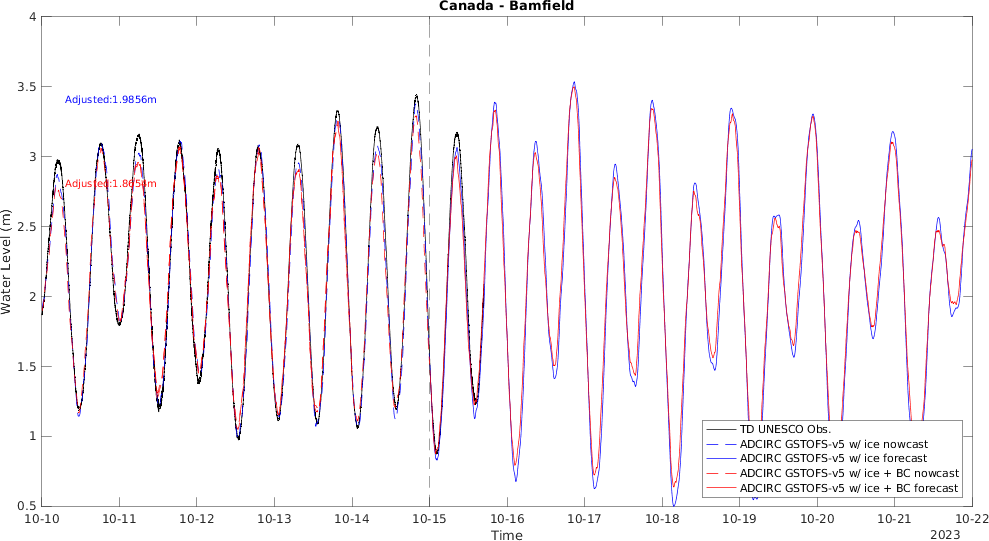 Canada - Bamfield
4
3.5
3
2.5
2
1.5
1
0.5
Water Level (m)
Adjusted:1.9856m
Adjusted:1.8656m
TD UNESCO Obs.
ADCIRC GSTOFS-v5 w/ ice nowcast
ADCIRC GSTOFS-v5 w/ ice forecast
ADCIRC GSTOFS-v5 w/ ice + BC nowcast
ADCIRC GSTOFS-v5 w/ ice + BC forecast
10-10 10-11 10-12 10-13 10-14 10-15 10-16 10-17 10-18 10-19 10-20 10-21 10-22
Time
2023